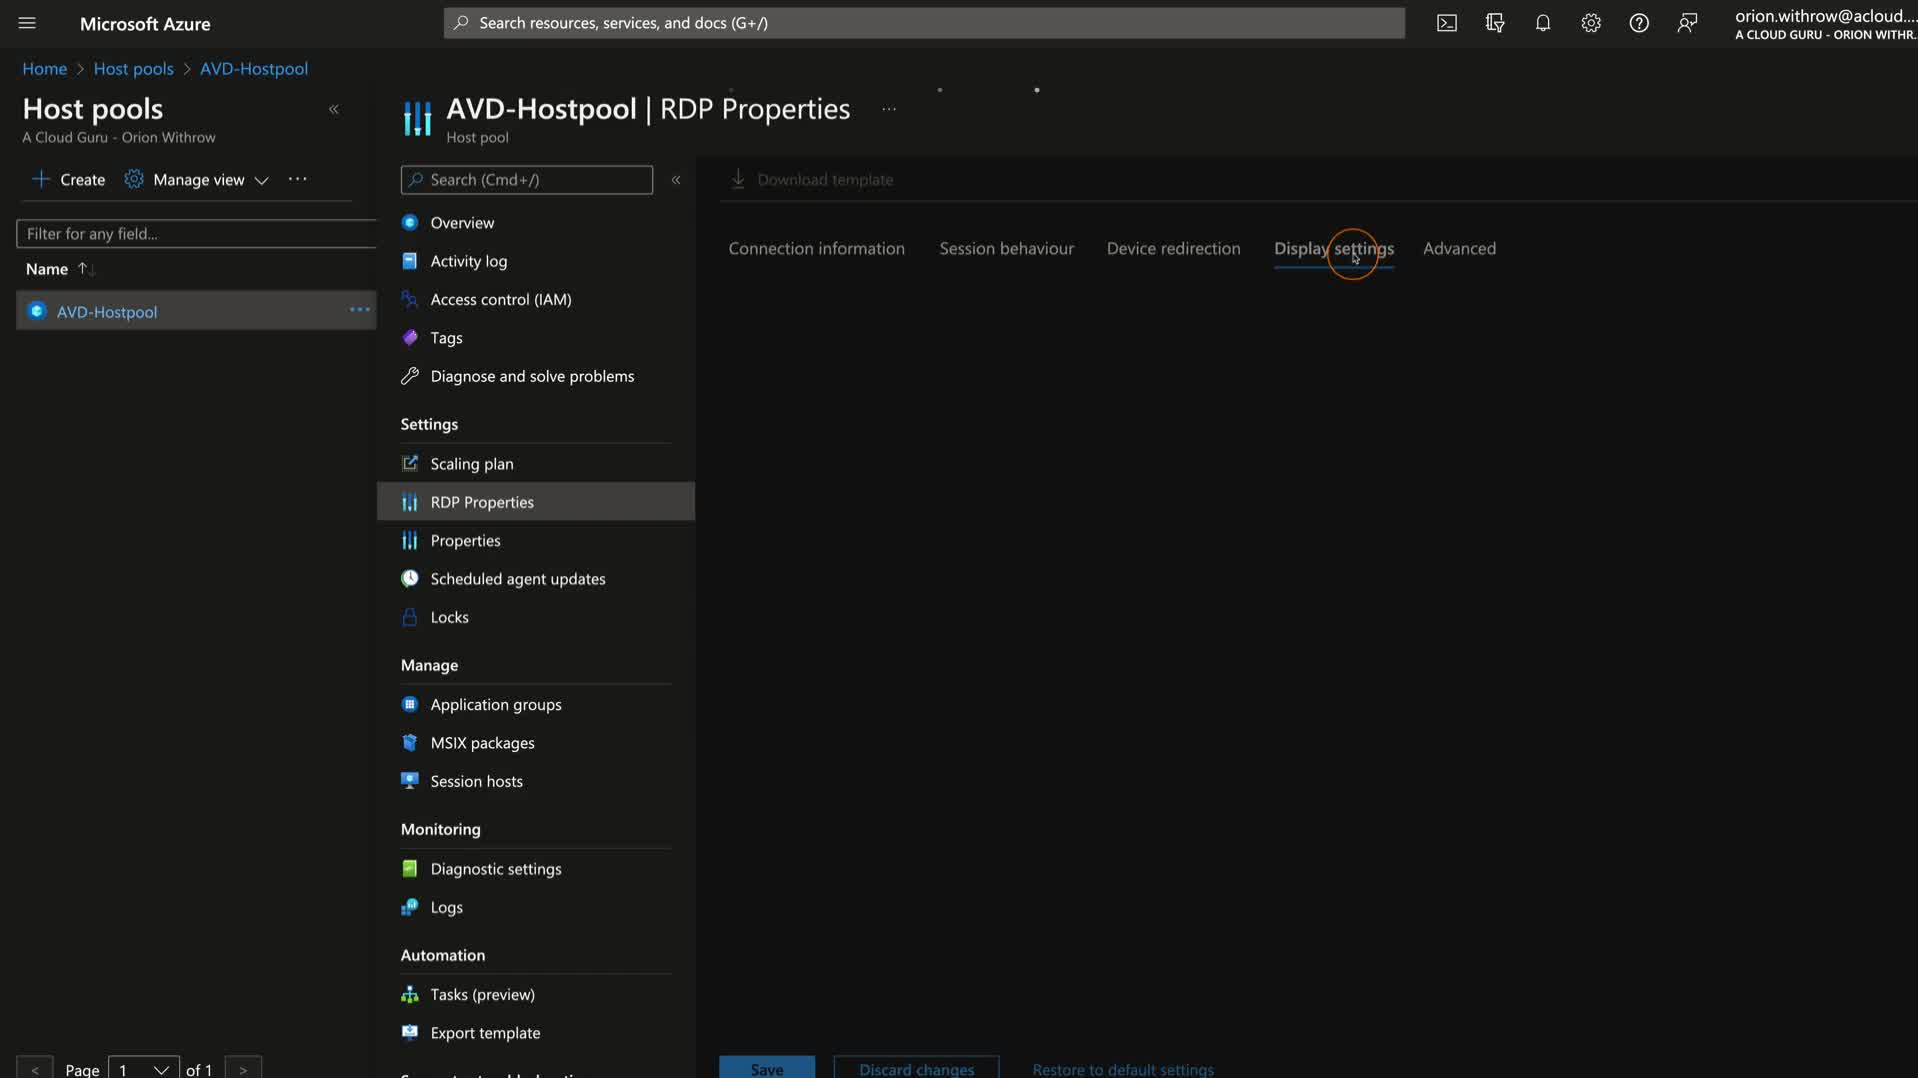 Microsoft Azure
Search resources, services, and docs (G+/)
orion.withrow@acloud....
A CLOUD GURU - ORION WITHR...
Home > Host pools > AVD-Hostpool
Host pools
A Cloud Guru - Orion Withrow
Create
Manage view
Filter for any field...
Name
AVD-Hostpool
Page 1 of 1
AVD-Hostpool | RDP Properties
Host pool
Search (Cmd+/)
Overview
Activity log
Access control (IAM)
Tags
Diagnose and solve problems
Settings
Scaling plan
RDP Properties
Properties
Scheduled agent updates
Locks
Manage
Application groups
MSIX packages
Session hosts
Monitoring
Diagnostic settings
Logs
Automation
Tasks (preview)
Export template
Download template
Connection information Session behaviour Device redirection Display settings Advanced
Save Discard changes Restore to default settings